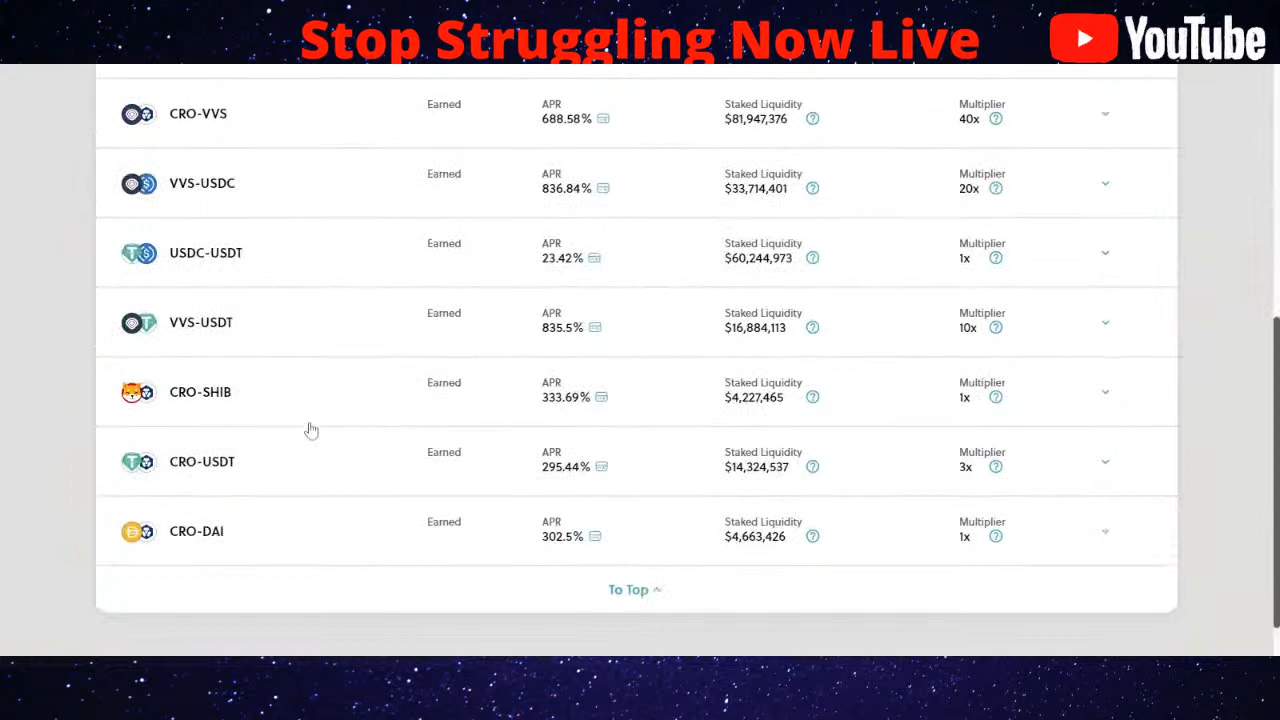 Stop Struggling Now Live
YouTube
CRO-VVS
Earned
APR
688.58%
Staked Liquidity
$81,947,376
Multiplier
40x
VVS-USDC
Earned
APR
836.84%
Staked Liquidity
$33,714,401
Multiplier
20x
USDC-USDT
Earned
APR
23.42%
Staked Liquidity
$60,244,973
Multiplier
1x
VVS-USDT
Earned
APR
835.5%
Staked Liquidity
$16,884,113
Multiplier
10x
CRO-SHIB
Earned
APR
333.69%
Staked Liquidity
$4,227,465
Multiplier
1x
CRO-USDT
Earned
APR
295.44%
Staked Liquidity
$14,324,537
Multiplier
3x
CRO-DAI
Earned
APR
302.5%
Staked Liquidity
$4,663,426
Multiplier
1x
To Top